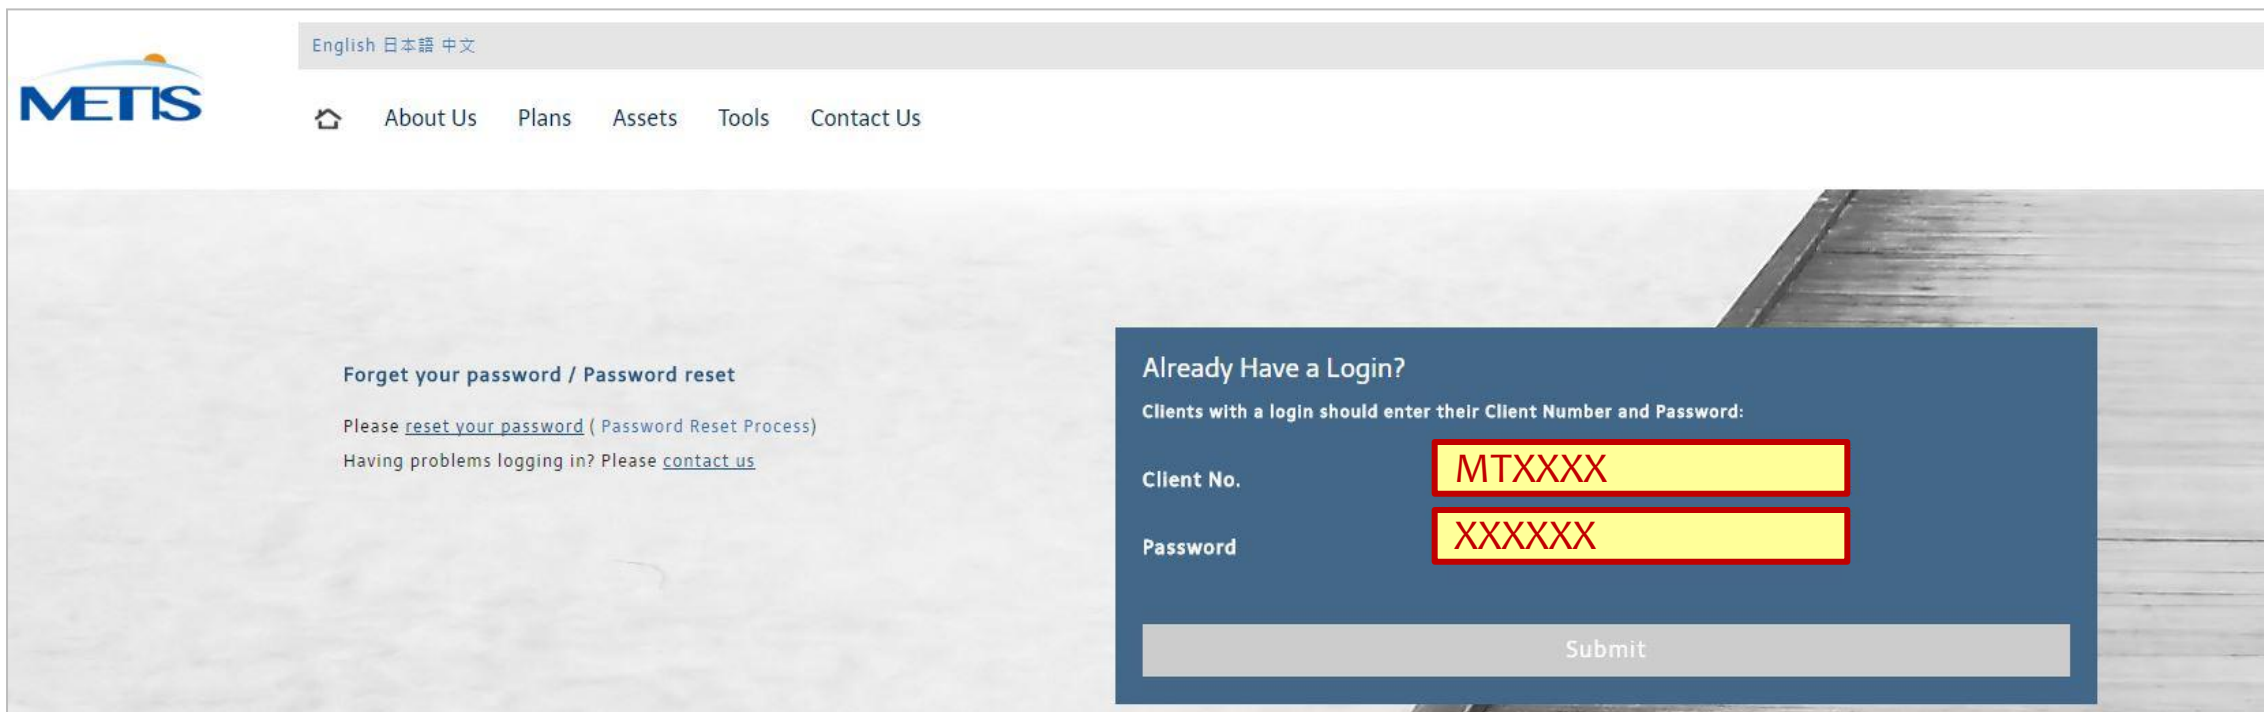 English 日本語 中文
METIS
About Us Plans Assets Tools Contact Us
Forget your password / Password reset
Please reset your password ( Password Reset Process)
Having problems logging in? Please contact us
Already Have a Login?
Clients with a login should enter their Client Number and Password:
Client No. MTXXXX
Password XXXXXX
Submit